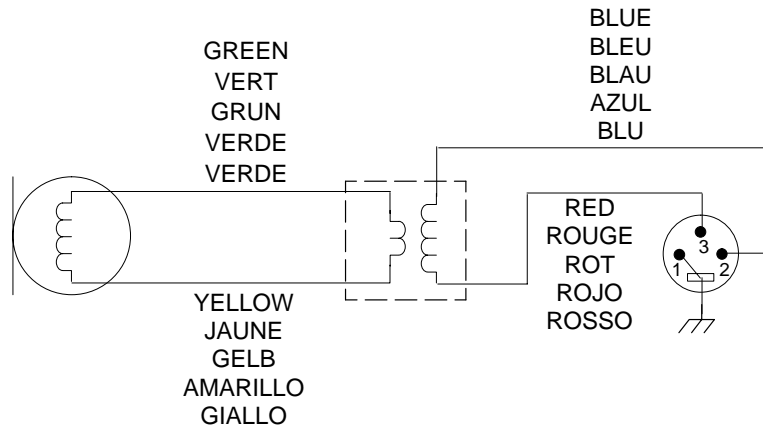 GREEN
VERT
GRUN
VERDE
VERDE
BLUE
BLEU
BLAU
AZUL
BLU
YELLOW
JAUNE
GELB
AMARILLO
GIALLO
RED
ROUGE
ROT
ROJO
ROSSO
3
1
2